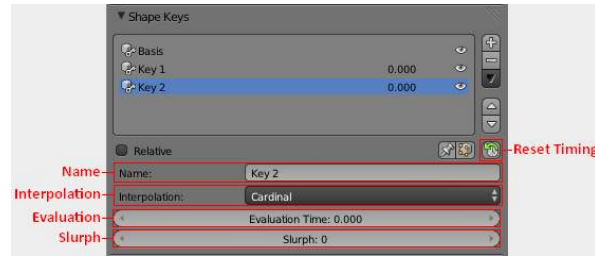 Shape Keys
Basis
Key 1 0.000
Key 2 0.000
Relative
Reset Timing
Name Name: Key 2
Interpolation Interpolation: Cardinal
Evaluation Evaluation Time: 0.000
Slurph Slurph: 0